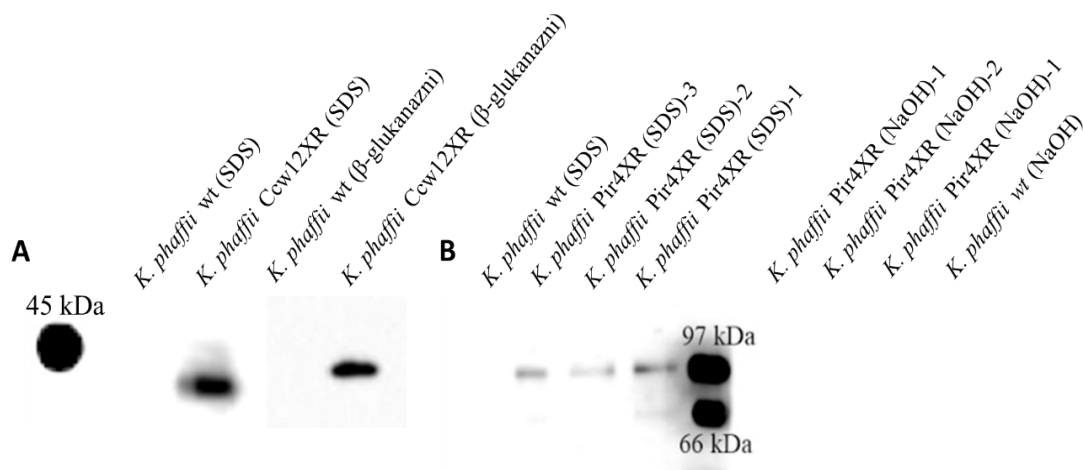 A
K. phaffii wt (SDS)
K. phaffii Ccw12XR (SDS)
K. phaffii wt (β-glukanazni)
K. phaffii Ccw12XR (β-glukanazni)
45 kDa
B
K. phaffii wt (SDS)
K. phaffii Pir4XR (SDS)-3
K. phaffii Pir4XR (SDS)-2
K. phaffii Pir4XR (SDS)-1
K. phaffii Pir4XR (NaOH)-1
K. phaffii Pir4XR (NaOH)-2
K. phaffii Pir4XR (NaOH)-1
K. phaffii wt (NaOH)
97 kDa
66 kDa